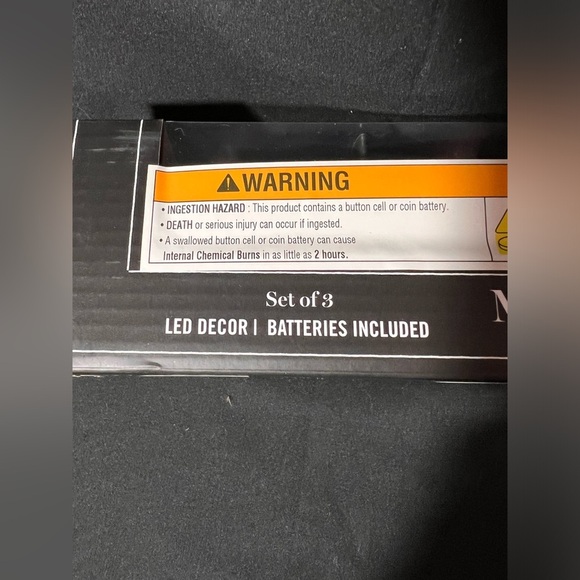 WARNING
• INGESTION HAZARD : This product contains a button cell or coin battery.
• DEATH or serious injury can occur if ingested.
• A swallowed button cell or coin battery can cause
Internal Chemical Burns in as little as 2 hours.
Set of 3
LED DECOR | BATTERIES INCLUDED